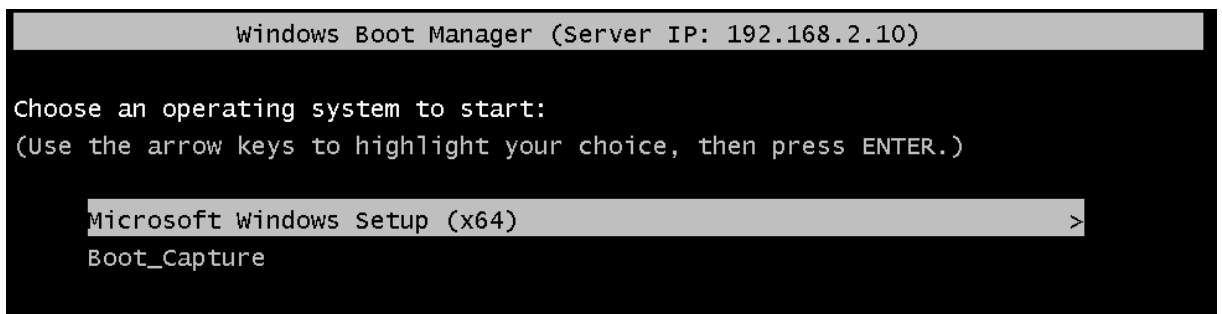 Windows Boot Manager (Server IP: 192.168.2.10)
Choose an operating system to start:
(Use the arrow keys to highlight your choice, then press ENTER.)
Microsoft Windows Setup (x64) >
Boot_Capture